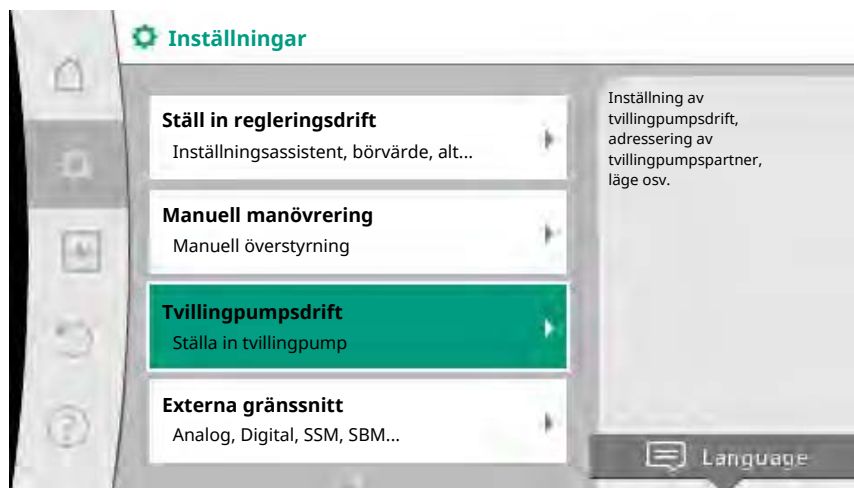 Inställningar
Ställ in regleringsdrift
Inställningsassistent, börvärde, alt...
Manuell manövrering
Manuell överstyrning
Tvillingpumpsdrift
Ställa in tvillingpump
Externa gränssnitt
Analog, Digital, SSM, SBM...
Inställning av
tvillingpumpsdrift,
adressering av
tvillingpumpspartner,
läge osv.
Language